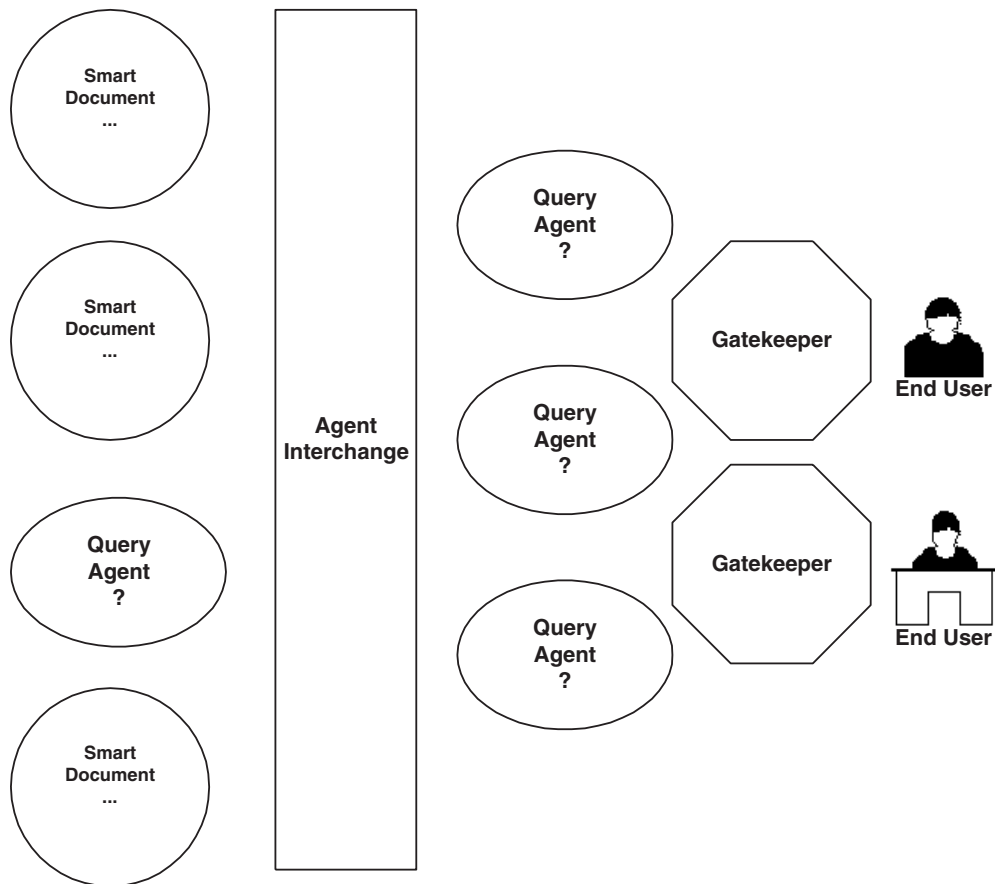 Smart
Document
...
Smart
Document
...
Query
Agent
?
Smart
Document
...
Agent
Interchange
Query
Agent
?
Query
Agent
?
Query
Agent
?
Gatekeeper
Gatekeeper
End User
End User